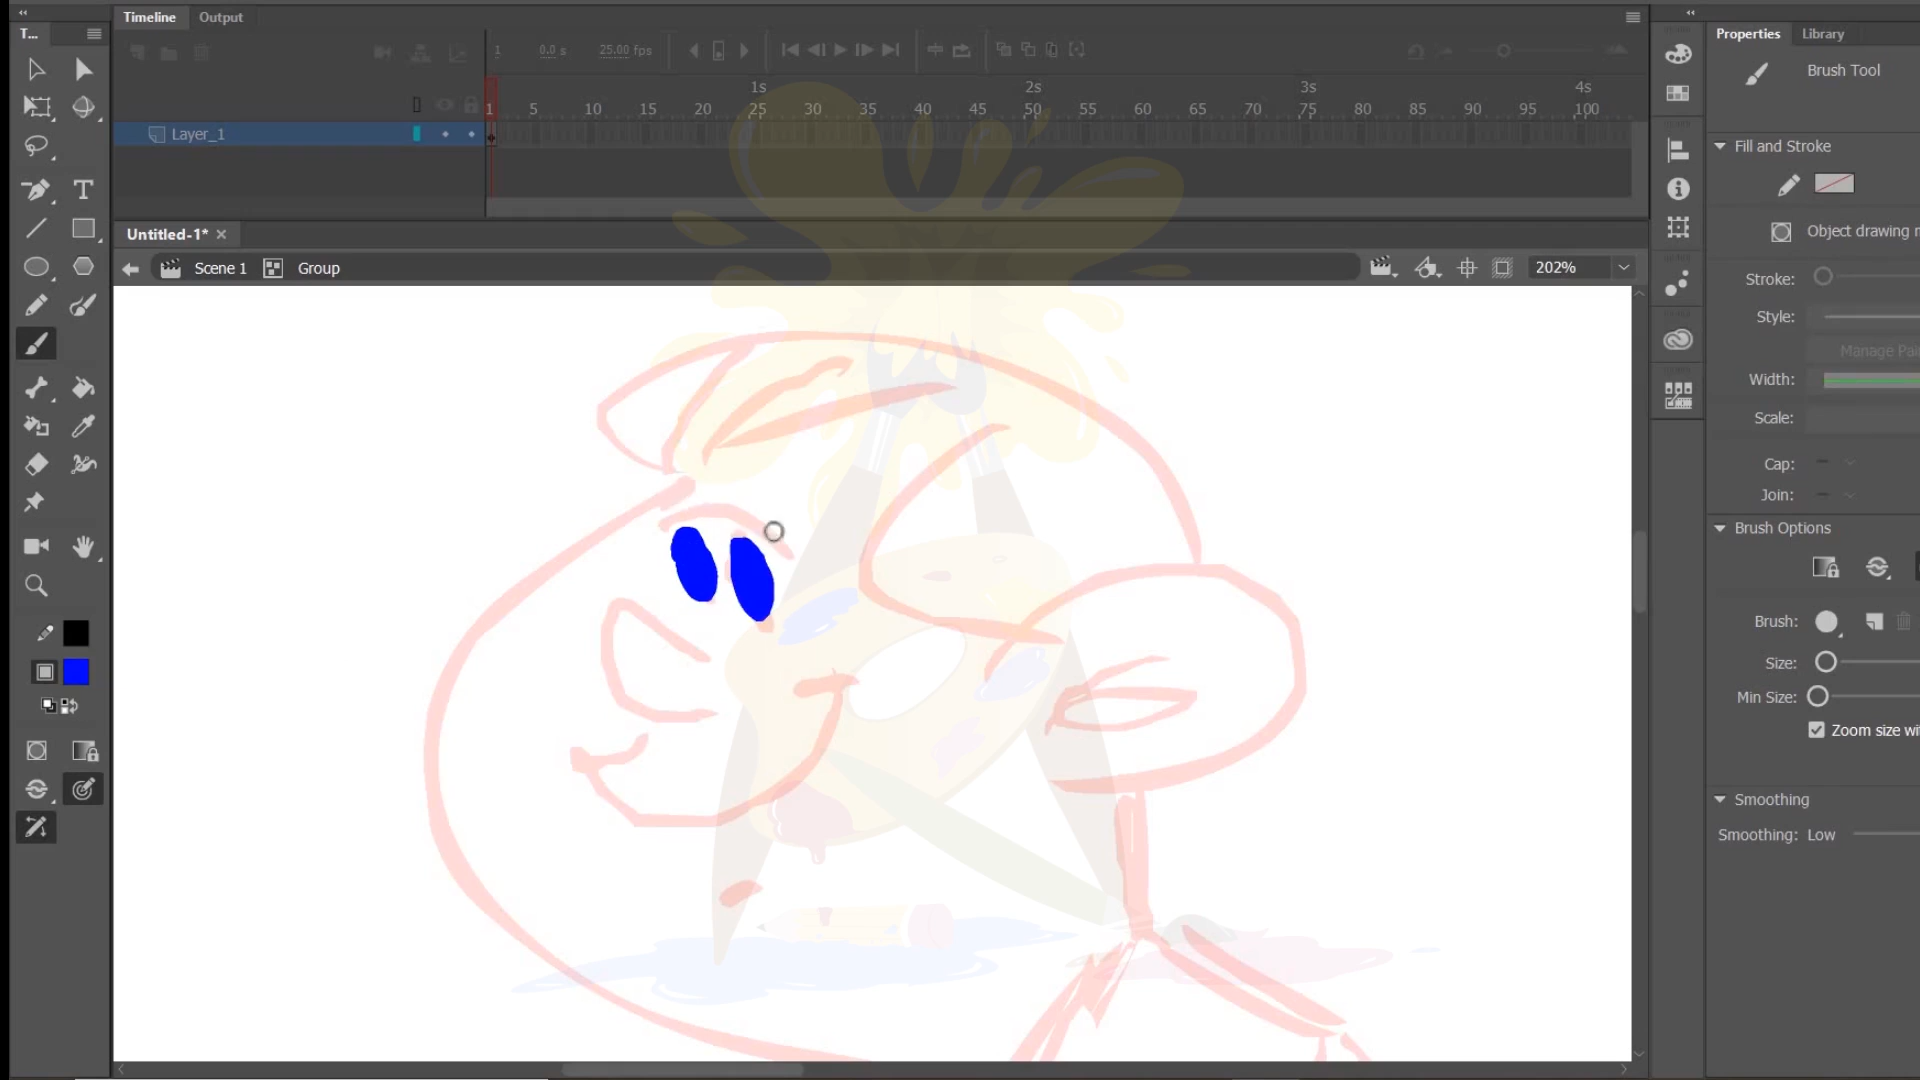 Timeline Output
T...
Properties Library
1 0.0 s 25.00 fps
Brush Tool
1s 2s 3s 4s
1 5 10 15 20 25 30 35 40 45 50 55 60 65 70 75 80 85 90 95 100
Layer_1
Fill and Stroke
Untitled-1*
Object drawing m
Scene 1 Group 202%
Stroke:
Style:
Manage Pai
Width:
Scale:
Cap:
Join:
Brush Options
Brush:
Size:
Min Size:
Zoom size wit
Smoothing
Smoothing: Low